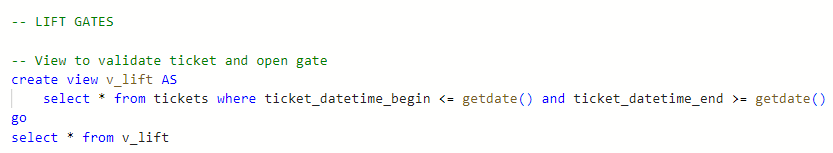 -- LIFT GATES
-- View to validate ticket and open gate
create view v_lift AS
select * from tickets where ticket_datetime_begin <= getdate() and ticket_datetime_end >= getdate()
go
select * from v_lift